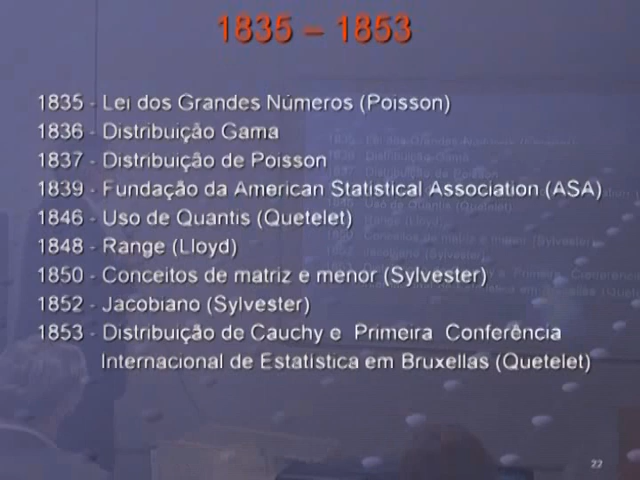 1835 – 1853
1835 - Lei dos Grandes Números (Poisson)
1836 - Distribuição Gama
1837 - Distribuição de Poisson
1839 - Fundação da American Statistical Association (ASA)
1846 - Uso de Quantis (Quetelet)
1848 - Range (Lloyd)
1850 - Conceitos de matriz e menor (Sylvester)
1852 - Jacobiano (Sylvester)
1853 - Distribuição de Cauchy e Primeira Conferência
Internacional de Estatística em Bruxellas (Quetelet)
22